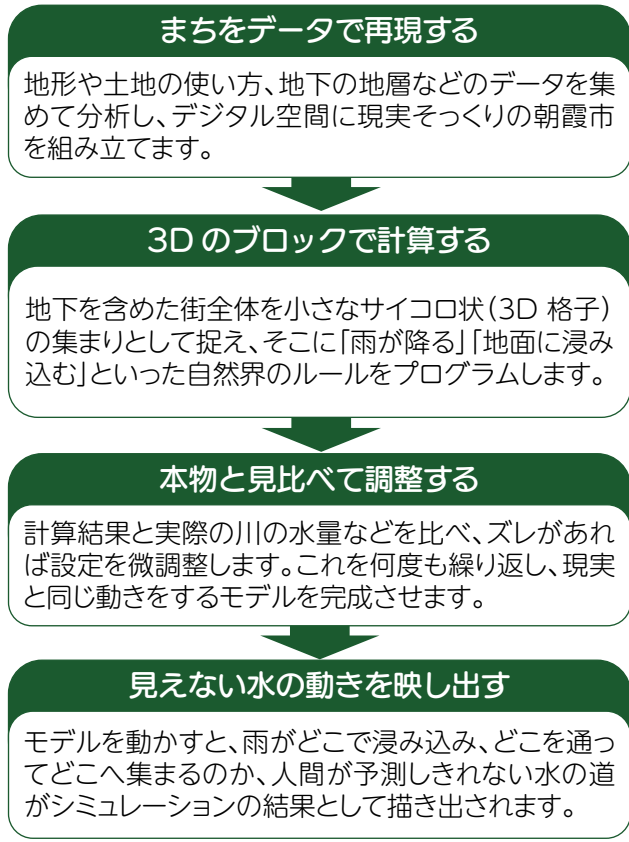 まちをデータで再現する
地形や土地の使い方、地下の地層などのデータを集
めて分析し、デジタル空間に現実そっくりの朝霞市
を組み立てます。
3D のブロックで計算する
地下を含めた街全体を小さなサイコロ状(3D 格子)
の集まりとして捉え、そこに「雨が降る」「地面に浸み
込む」といった自然界のルールをプログラムします。
本物と見比べて調整する
計算結果と実際の川の水量などを比べ、ズレがあれ
ば設定を微調整します。これを何度も繰り返し、現実
と同じ動きをするモデルを完成させます。
見えない水の動きを映し出す
モデルを動かすと、雨がどこで浸み込み、どこを通っ
てどこへ集まるのか、人間が予測しきれない水の道
がシミュレーションの結果として描き出されます。